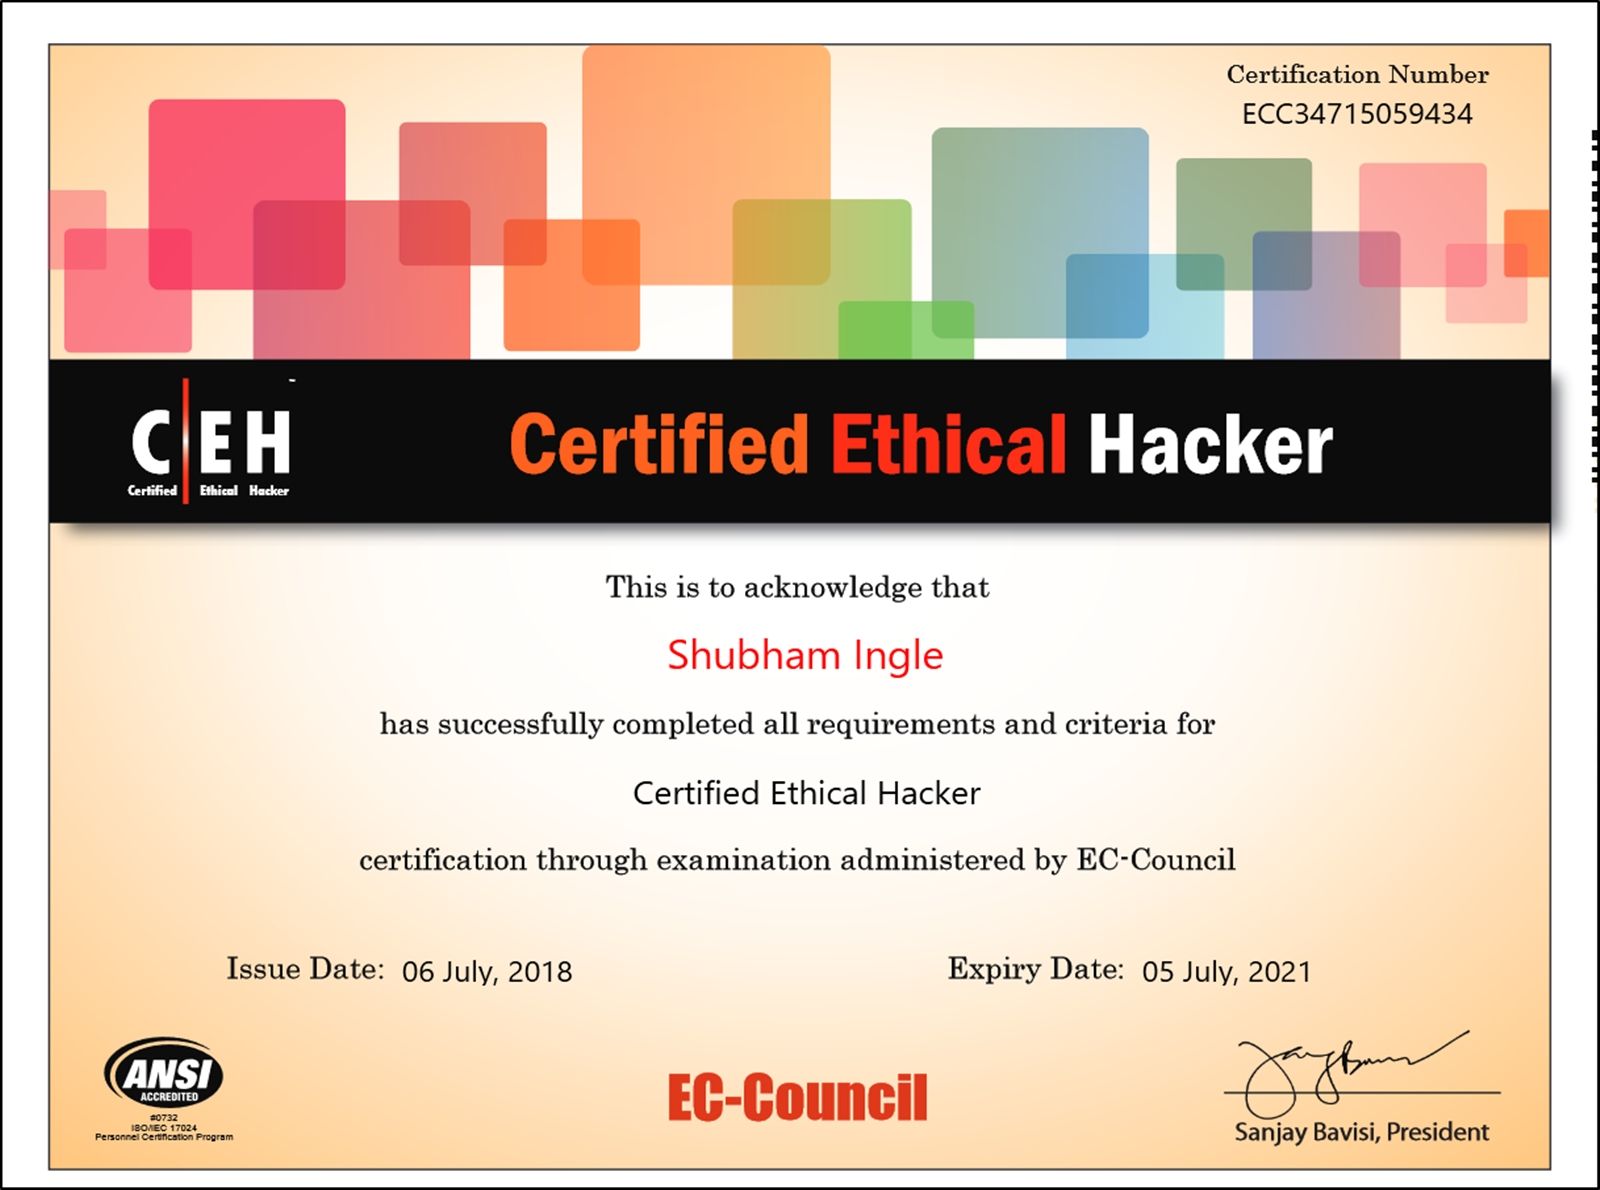 Certification Number
ECC34715059434
C EH
Certified Ethical Hacker
Certified Ethical Hacker
This is to acknowledge that
Shubham Ingle
has successfully completed all requirements and criteria for
Certified Ethical Hacker
certification through examination administered by EC-Council
Issue Date: 06 July, 2018
Expiry Date: 05 July, 2021
ANSI
ACCREDITED
#0732
ISO/IEC 17024
Personnel Certification Program
EC-Council
Sanjay Bavisi, President